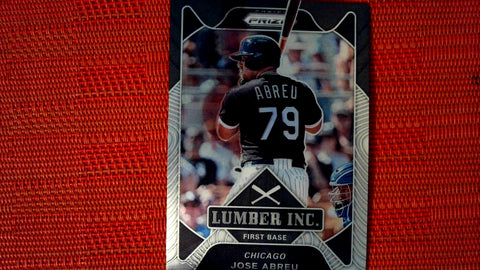 PRIZM
ABREU
79
LUMBER INC.
FIRST BASE
CHICAGO
JOSE ABREU